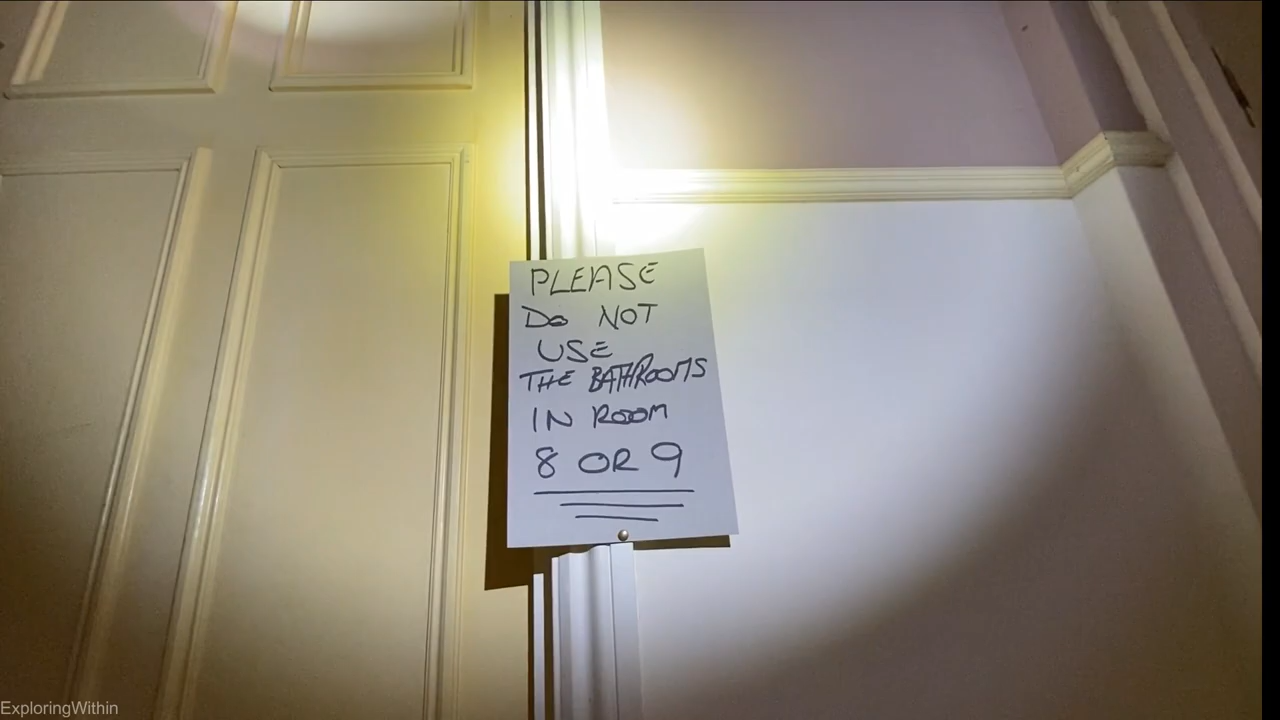 PLEASE
Do NOT
USE
THE BATHROOMS
IN ROOM
8 OR 9
ExploringWithin